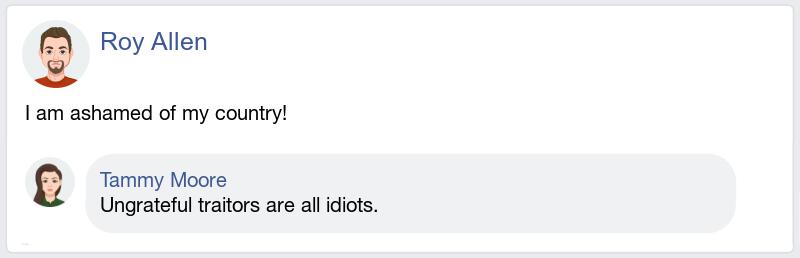 Roy Allen
I am ashamed of my country!
Tammy Moore
Ungrateful traitors are all idiots.